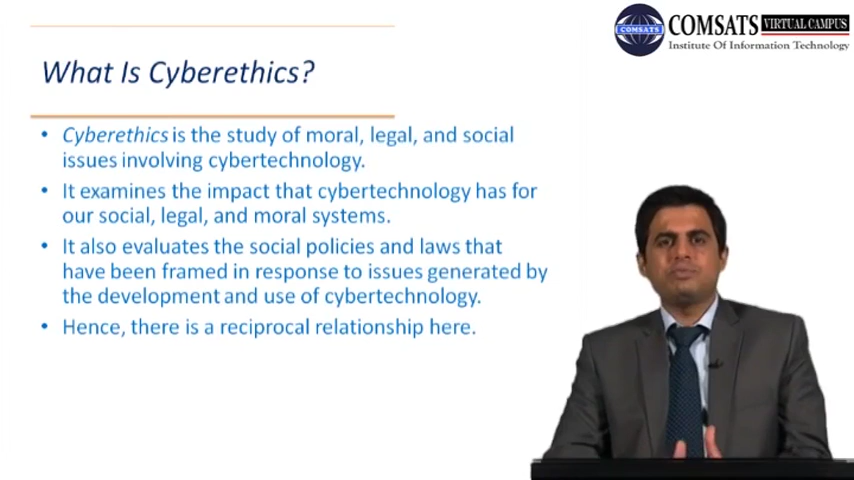 COMSATS VIRTUAL CAMPUS
COMSATS
Institute Of Information Technology
What Is Cyberethics?
• Cyberethics is the study of moral, legal, and social
issues involving cybertechnology.
• It examines the impact that cybertechnology has for
our social, legal, and moral systems.
• It also evaluates the social policies and laws that
have been framed in response to issues generated by
the development and use of cybertechnology.
• Hence, there is a reciprocal relationship here.